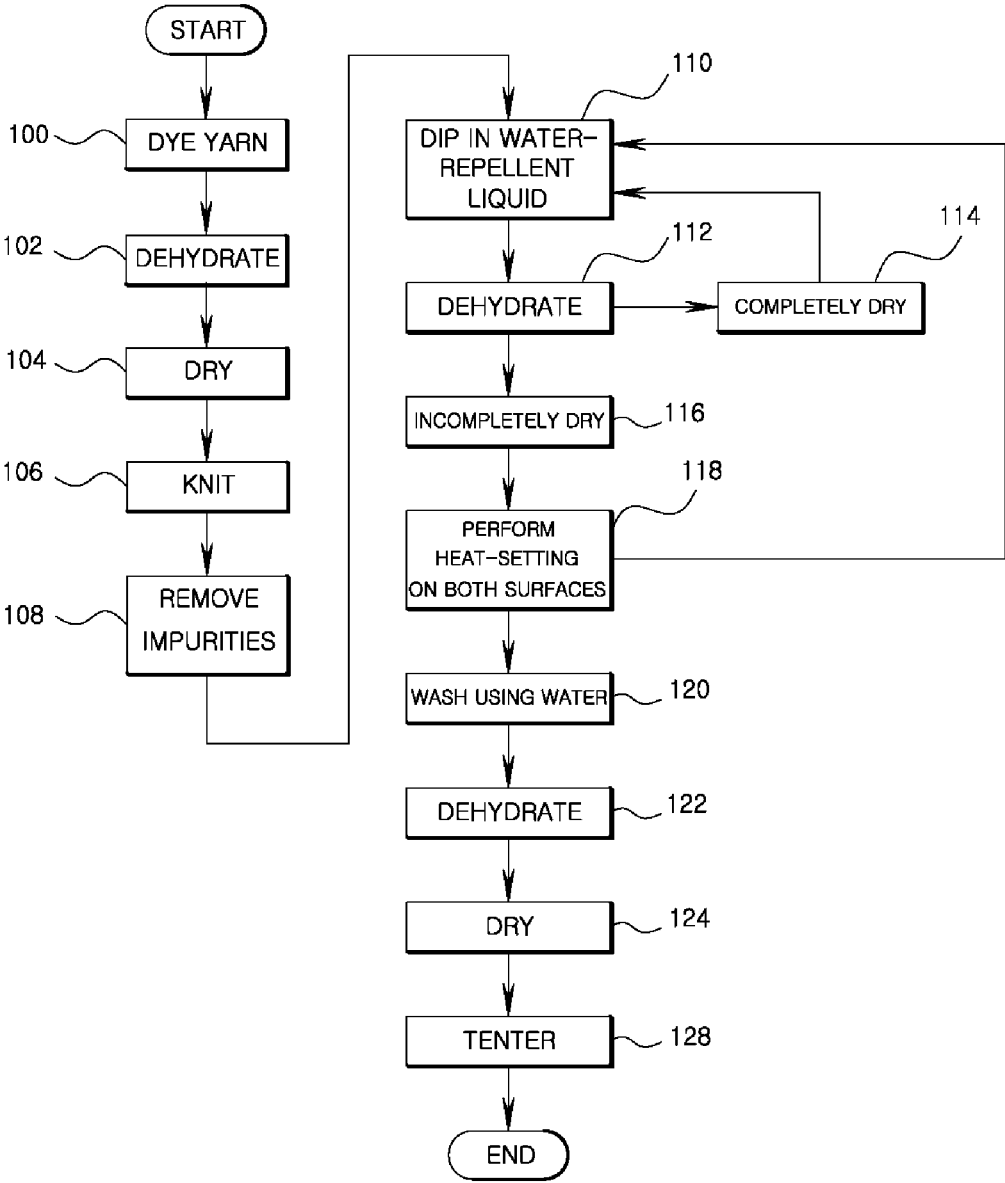 START
100
DYE YARN
102
DEHYDRATE
104
DRY
106
KNIT
108
REMOVE
IMPURITIES
110
DIP IN WATER-
REPELLENT
LIQUID
112
DEHYDRATE
114
COMPLETELY DRY
INCOMPLETELY DRY
116
118
PERFORM
HEAT-SETTING
ON BOTH SURFACES
WASH USING WATER
120
DEHYDRATE
122
DRY
124
TENTER
128
END